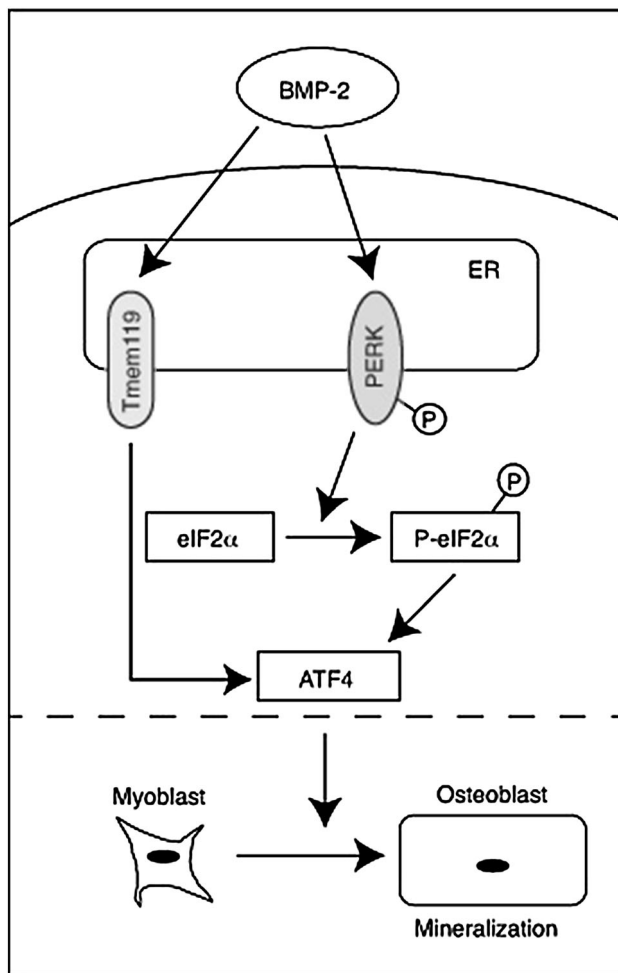 BMP-2
ER
Tmem119
PERK
P
P
eIF2α
P-eIF2α
ATF4
Myoblast
Osteoblast
Mineralization